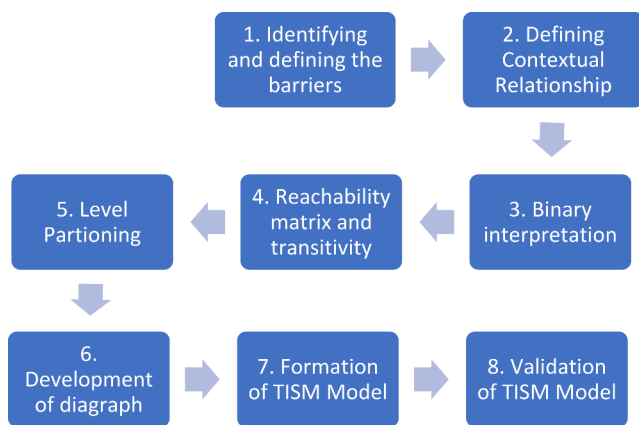 1. Identifying
and defining the
barriers
2. Defining
Contextual
Relationship
3. Binary
interpretation
4. Reachability
matrix and
transitivity
5. Level
Partioning
6.
Development
of diagraph
7. Formation
of TISM Model
8. Validation
of TISM Model